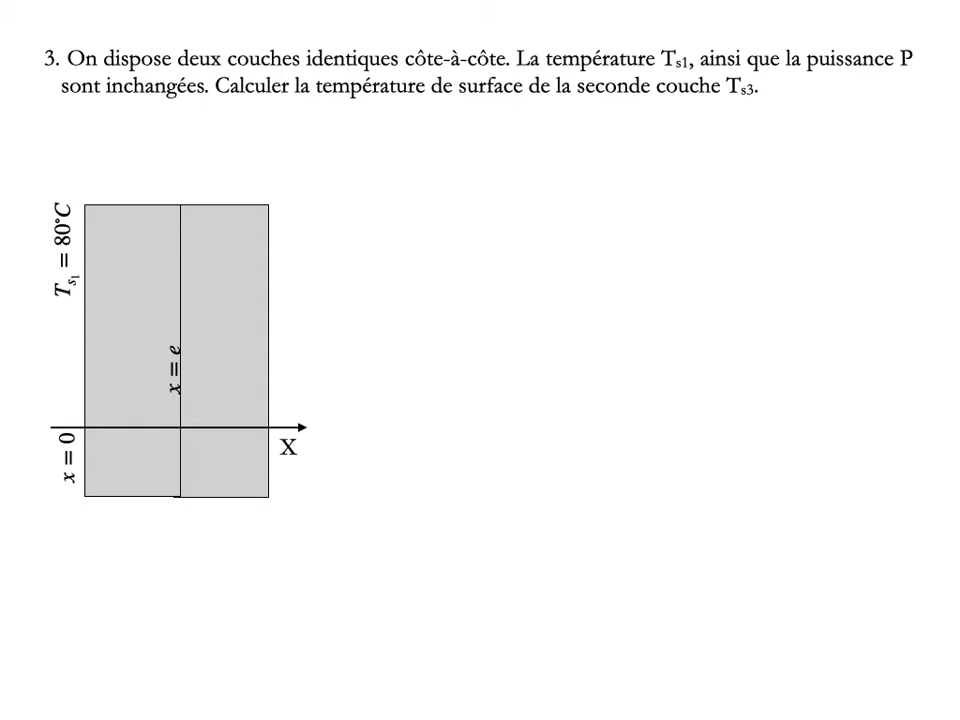 3. On dispose deux couches identiques côte-à-côte. La température Ts1, ainsi que la puissance P
sont inchangées. Calculer la température de surface de la seconde couche Ts3.
Ts1 = 80°C
x = e
x = 0
X